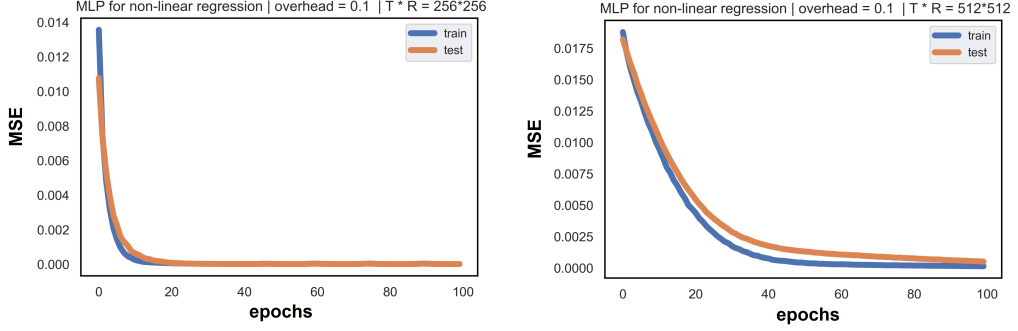 MLP for non-linear regression | overhead = 0.1 | T * R = 256*256
0.014
0.012
0.010
0.008
0.006
0.004
0.002
0.000
MSE
train
test
0 20 40 60 80 100
epochs
MLP for non-linear regression | overhead = 0.1 | T * R = 512*512
0.0175
0.0150
0.0125
0.0100
0.0075
0.0050
0.0025
0.0000
MSE
train
test
0 20 40 60 80 100
epochs